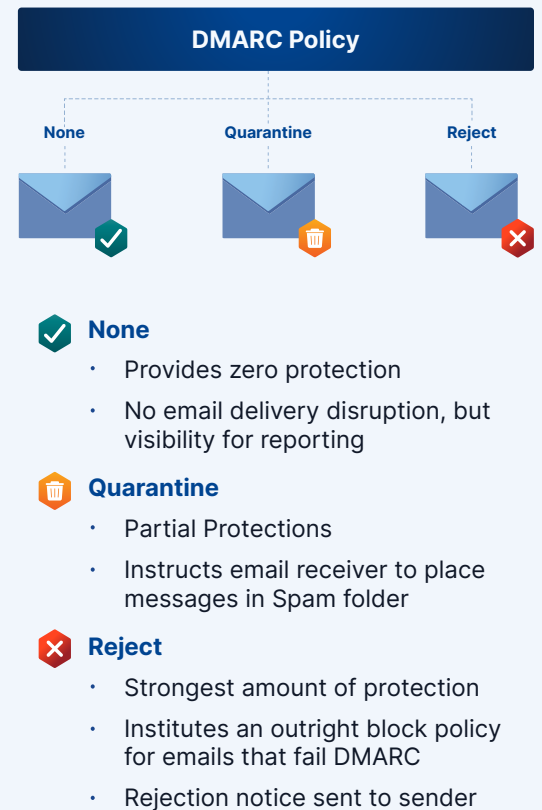 DMARC Policy
None Quarantine Reject
None
· Provides zero protection
· No email delivery disruption, but
visibility for reporting
Quarantine
· Partial Protections
· Instructs email receiver to place
messages in Spam folder
Reject
· Strongest amount of protection
· Institutes an outright block policy
for emails that fail DMARC
· Rejection notice sent to sender